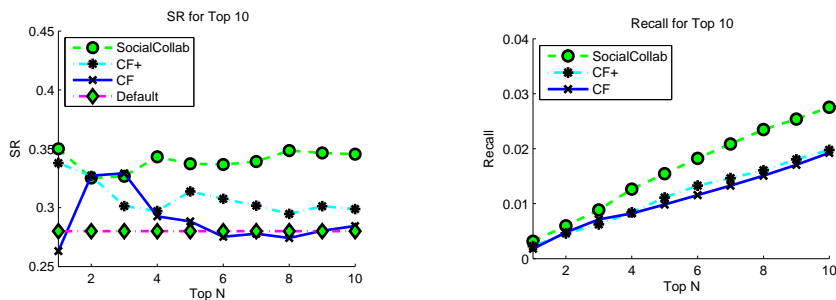 SR for Top 10
0.45
0.4
0.35
0.3
0.25
SR
SocialCollab
CF+
CF
Default
2 4 6 8 10
Top N
Recall for Top 10
0.04
0.03
0.02
0.01
0
Recall
SocialCollab
CF+
CF
0 2 4 6 8 10
Top N